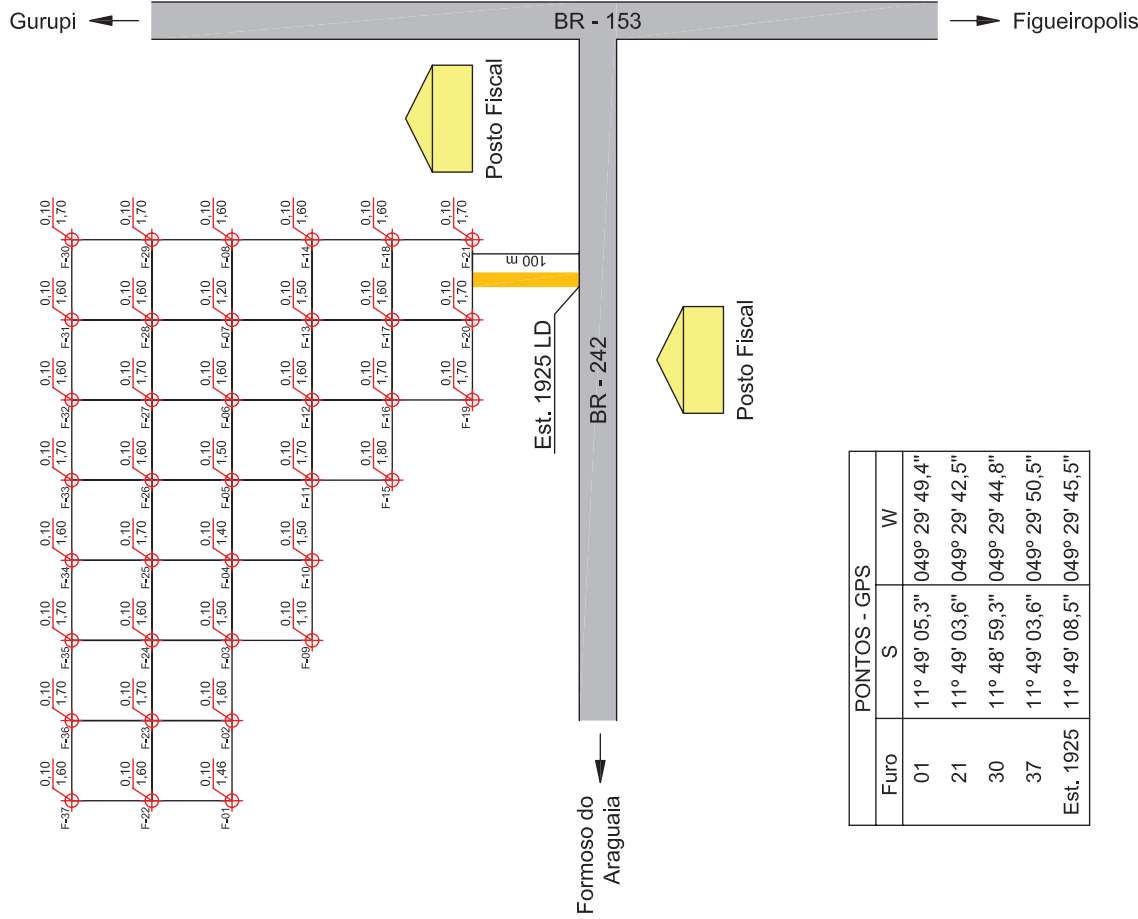 Gurupi
BR - 153
Figueiropolis
Posto Fiscal
0,10
1,60
F-37
0,10
1,70
F-36
0,10
1,70
F-35
0,10
1,60
F-34
0,10
1,70
F-33
0,10
1,60
F-32
0,10
1,60
F-31
0,10
1,70
F-30
0,10
1,60
F-22
0,10
1,70
F-23
0,10
1,60
F-24
0,10
1,70
F-25
0,10
1,60
F-26
0,10
1,70
F-27
0,10
1,60
F-28
0,10
1,70
F-29
0,10
1,46
F-01
0,10
1,60
F-02
0,10
1,50
F-03
0,10
1,40
F-04
0,10
1,50
F-05
0,10
1,60
F-06
0,10
1,20
F-07
0,10
1,60
F-08
0,10
1,10
F-09
0,10
1,50
F-10
0,10
1,70
F-11
0,10
1,60
F-12
0,10
1,50
F-13
0,10
1,60
F-14
0,10
1,80
F-15
0,10
1,70
F-16
0,10
1,60
F-17
0,10
1,60
F-18
0,10
1,70
F-19
0,10
1,70
F-20
0,10
1,70
F-21
100 m
Est. 1925 LD
BR - 242
Posto Fiscal
Formoso do
Araguaia
PONTOS - GPS
Furo S W
01 11º 49' 05,3" 049º 29' 49,4"
21 11º 49' 03,6" 049º 29' 42,5"
30 11º 48' 59,3" 049º 29' 44,8"
37 11º 49' 03,6" 049º 29' 50,5"
Est. 1925 11º 49' 08,5" 049º 29' 45,5"